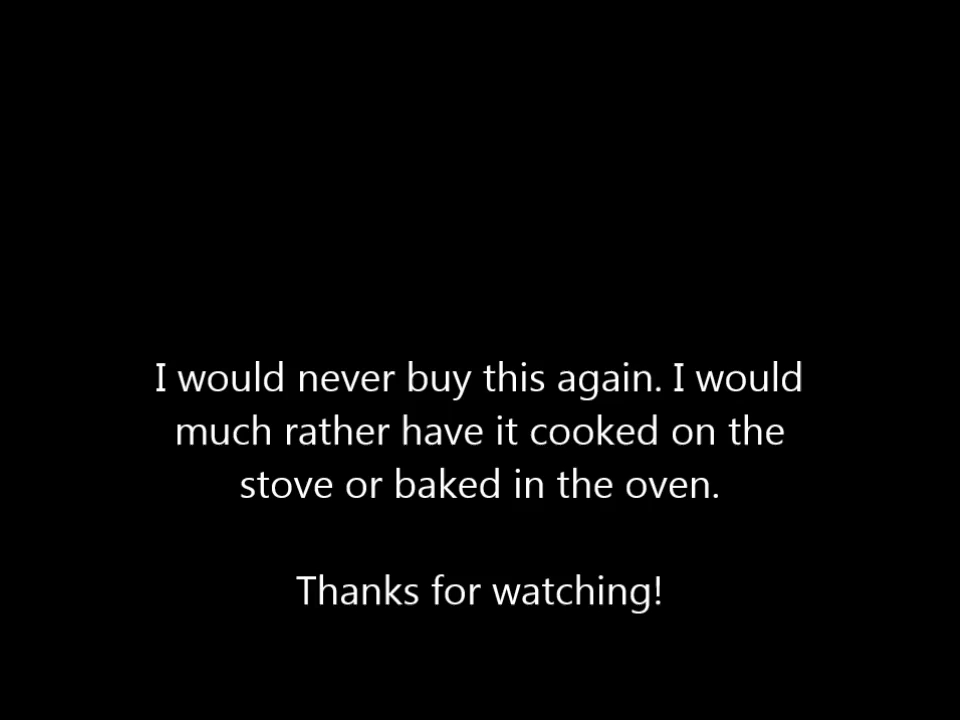 I would never buy this again. I would
much rather have it cooked on the
stove or baked in the oven.
Thanks for watching!